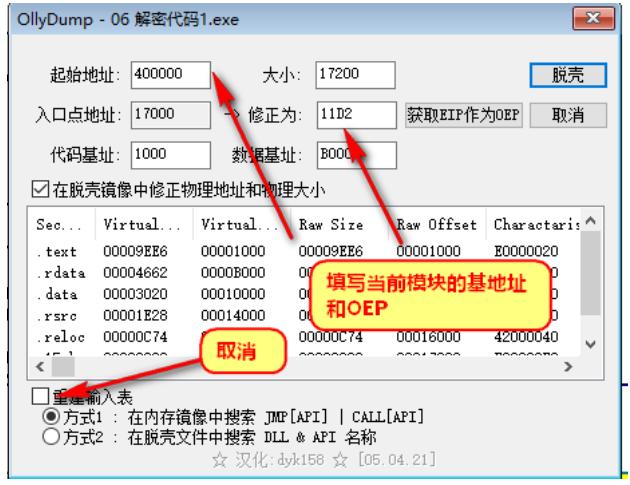 OllyDump - 06 解密代码1.exe
起始地址: 400000 大小: 17200 脱壳
入口点地址: 17000 -> 修正为: 11D2 获取EIP作为OEP 取消
代码基址: 1000 数据基址: B000
在脱壳镜像中修正物理地址和物理大小
Sec... Virtual... Virtual... Raw Size Raw Offset Charactaris
.text 00009EE6 00001000 00009EE6 00001000 E0000020
.rdata 00004662 0000B000
.data 00003020 00010000
.rsrc 00001E28 00014000
.reloc 00000C74 00000C74 00016000 42000040
填写当前模块的基地址
和OEP
取消
重建输入表
方式1 : 在内存镜像中搜索 JMP[API] | CALL[API]
方式2 : 在脱壳文件中搜索 DLL & API 名称
☆ 汉化:dyk158 ☆ [05.04.21]